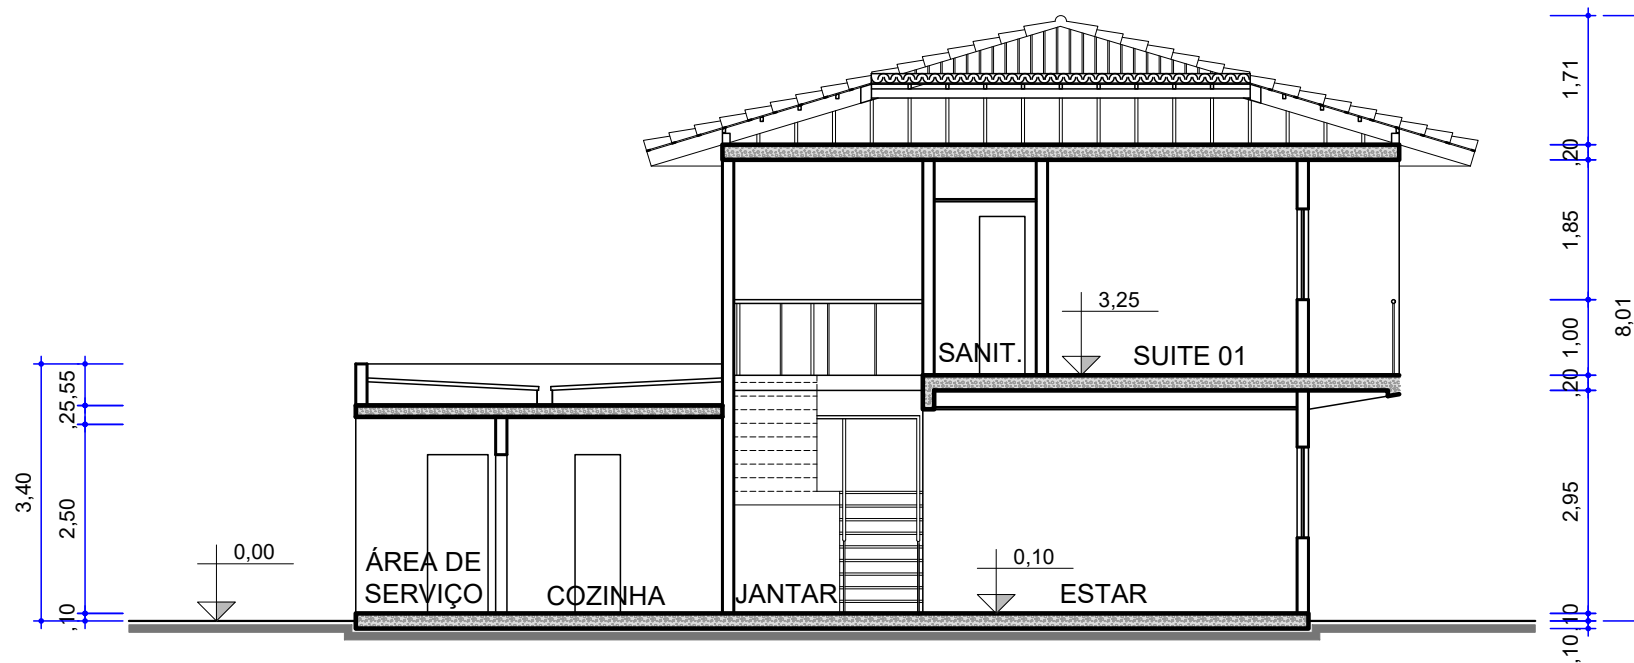 1,71
,20
1,85
8,01
3,25
SANIT.
SUITE 01
1,00
,20
,55
,25
3,40
2,50
2,95
0,00
0,10
ÁREA DE
SERVIÇO
COZINHA
JANTAR
ESTAR
,10
,10
,10